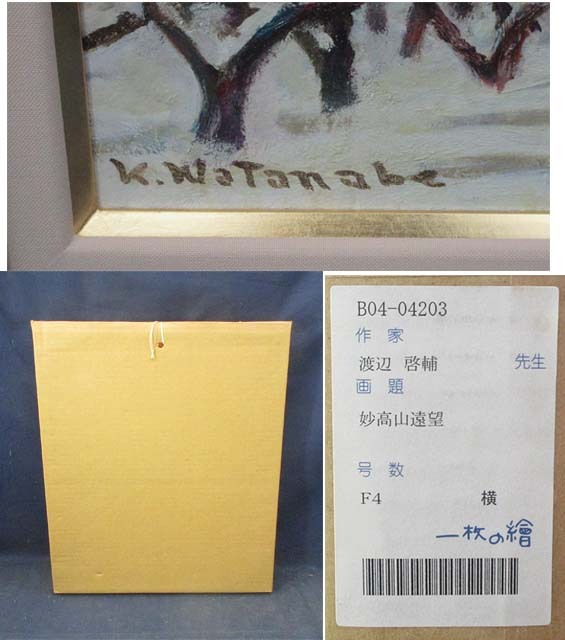 K. Watanabe
B04-04203
作家
渡辺 啓輔 先生
画題
妙高山遠望
号数
F4 横
一枚の繪